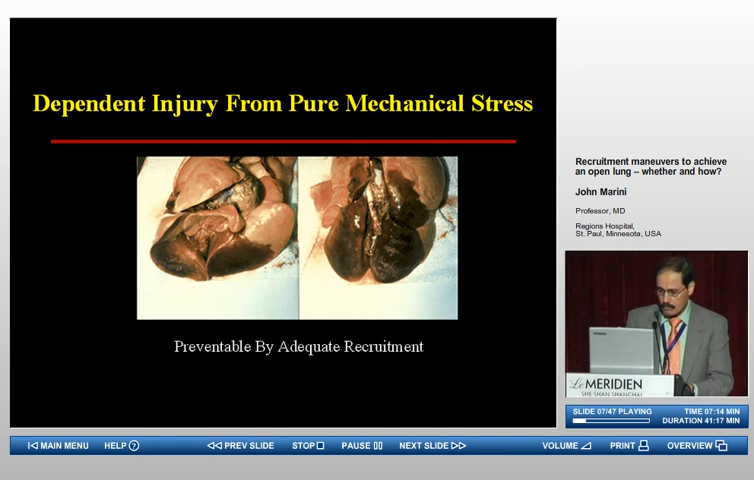 Dependent Injury From Pure Mechanical Stress
Preventable By Adequate Recruitment
Recruitment maneuvers to achieve
an open lung – whether and how?
John Marini
Professor, MD
Regions Hospital,
St. Paul, Minnesota, USA
Le MERIDIEN
SHE SHAN SHANGHAI
SLIDE 07/47 PLAYING
TIME 07:14 MIN
DURATION 41:17 MIN
MAIN MENU
HELP ?
PREV SLIDE
STOP
PAUSE
NEXT SLIDE
VOLUME
PRINT
OVERVIEW